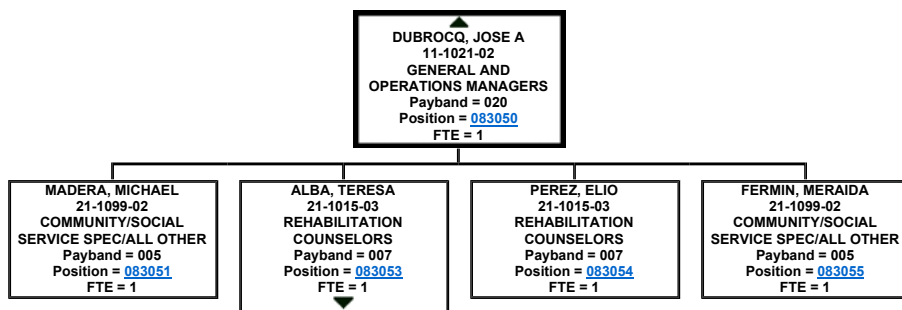 DUBROCQ, JOSE A
11-1021-02
GENERAL AND
OPERATIONS MANAGERS
Payband = 020
Position = 083050
FTE = 1
MADERA, MICHAEL
21-1099-02
COMMUNITY/SOCIAL
SERVICE SPEC/ALL OTHER
Payband = 005
Position = 083051
FTE = 1
ALBA, TERESA
21-1015-03
REHABILITATION
COUNSELORS
Payband = 007
Position = 083053
FTE = 1
PEREZ, ELIO
21-1015-03
REHABILITATION
COUNSELORS
Payband = 007
Position = 083054
FTE = 1
FERMIN, MERAIDA
21-1099-02
COMMUNITY/SOCIAL
SERVICE SPEC/ALL OTHER
Payband = 005
Position = 083055
FTE = 1